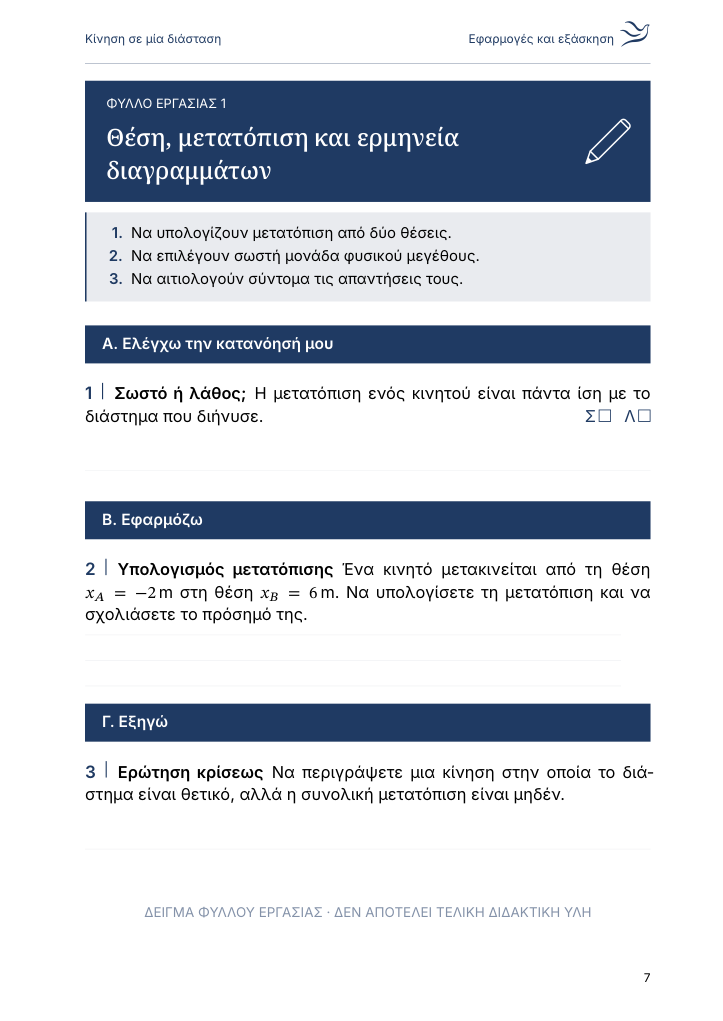 Κίνηση σε μία διάσταση
Εφαρμογές και εξάσκηση
ΦΥΛΛΟ ΕΡΓΑΣΙΑΣ 1
Θέση, μετατόπιση και ερμηνεία
διαγραμμάτων
1. Να υπολογίζουν μετατόπιση από δύο θέσεις.
2. Να επιλέγουν σωστή μονάδα φυσικού μεγέθους.
3. Να αιτιολογούν σύντομα τις απαντήσεις τους.
Α. Ελέγχω την κατανόησή μου
1 | Σωστό ή λάθος; Η μετατόπιση ενός κινητού είναι πάντα ίση με το
διάστημα που διήνυσε. Σ☐ Λ☐
Β. Εφαρμόζω
2 | Υπολογισμός μετατόπισης Ένα κινητό μετακινείται από τη θέση
x_A = −2 m στη θέση x_B = 6 m. Να υπολογίσετε τη μετατόπιση και να
σχολιάσετε το πρόσημό της.
Γ. Εξηγώ
3 | Ερώτηση κρίσεως Να περιγράψετε μια κίνηση στην οποία το διά-
στημα είναι θετικό, αλλά η συνολική μετατόπιση είναι μηδέν.
ΔΕΙΓΜΑ ΦΥΛΛΟΥ ΕΡΓΑΣΙΑΣ · ΔΕΝ ΑΠΟΤΕΛΕΙ ΤΕΛΙΚΗ ΔΙΔΑΚΤΙΚΗ ΥΛΗ
7